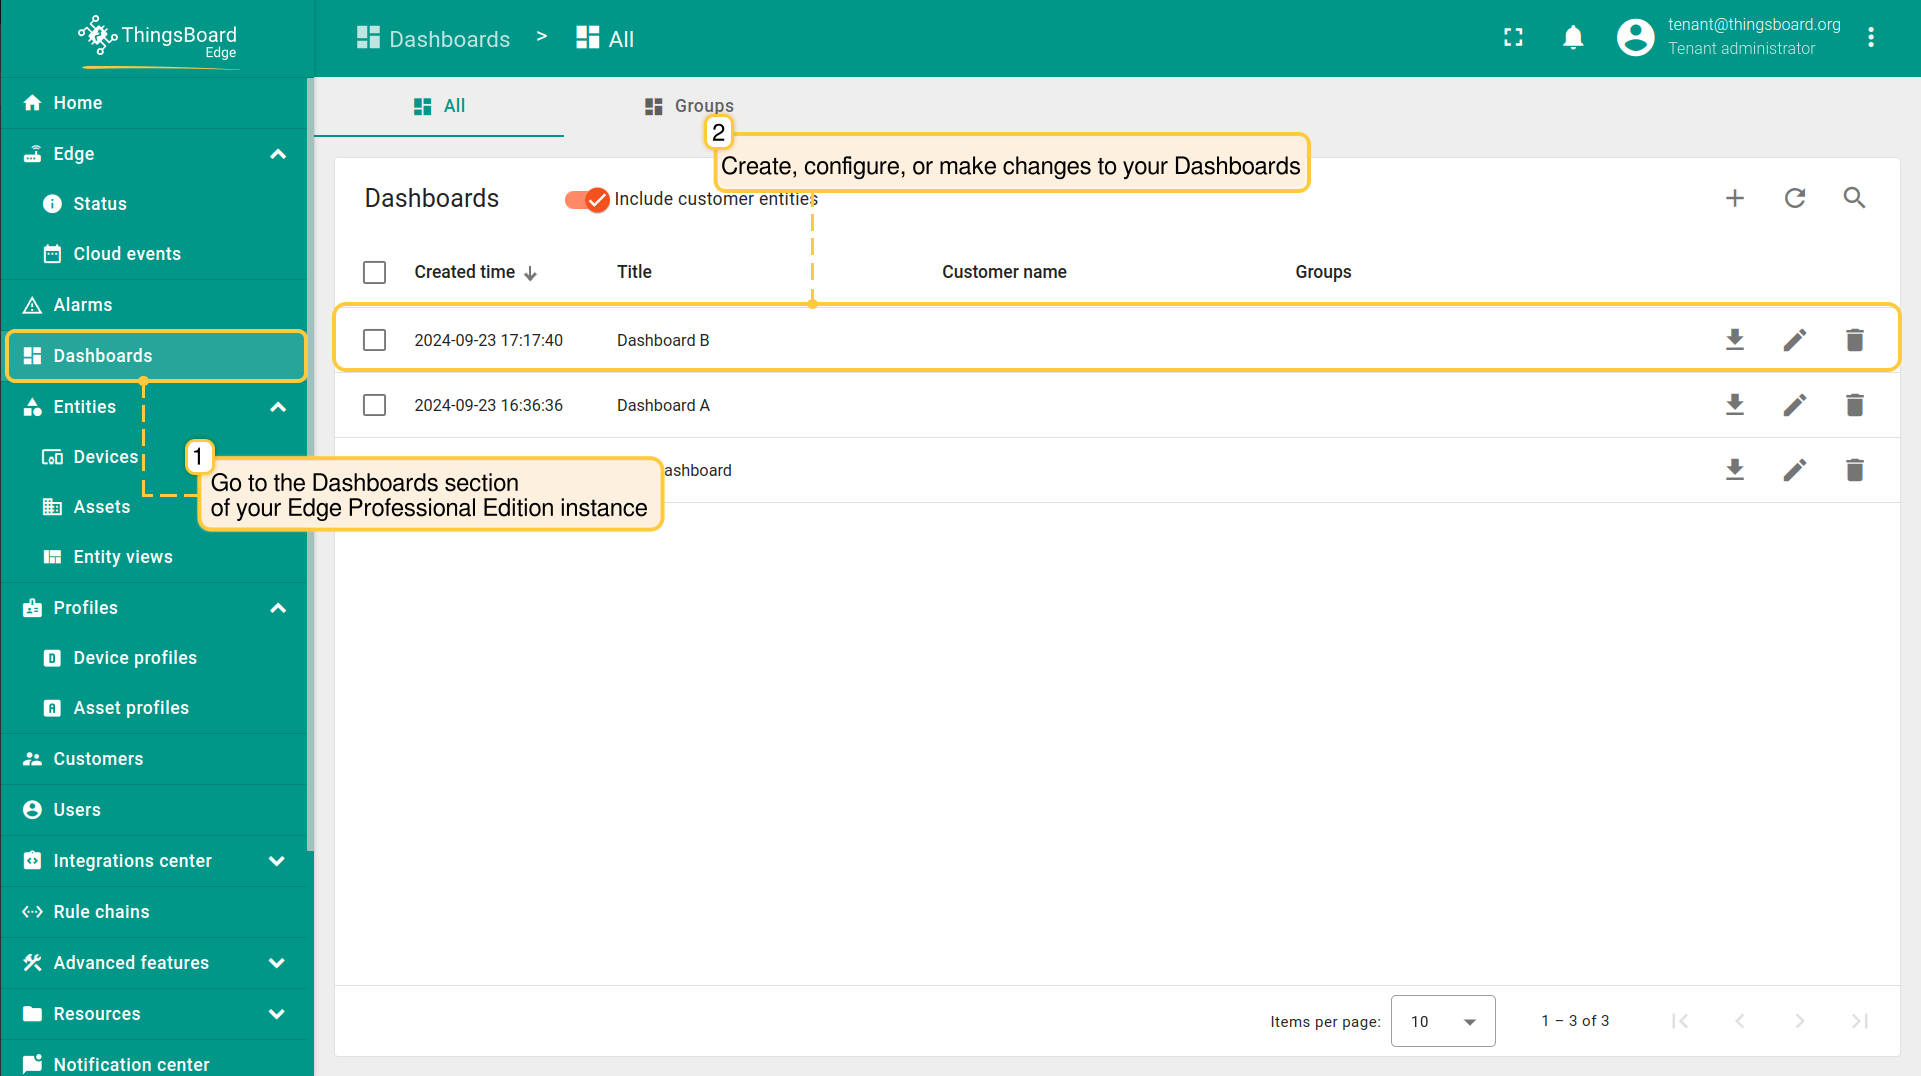 ThingsBoard
Edge
Dashboards > All
tenant@thingsboard.org
Tenant administrator
Home
Edge
Status
Cloud events
Alarms
Dashboards
Entities
Devices
Assets
Entity views
Profiles
Device profiles
Asset profiles
Customers
Users
Integrations center
Rule chains
Advanced features
Resources
Notification center
All
Groups
2
Create, configure, or make changes to your Dashboards
Dashboards
Include customer entities
Created time
Title
Customer name
Groups
2024-09-23 17:17:40
Dashboard B
2024-09-23 16:36:36
Dashboard A
ashboard
1
Go to the Dashboards section
of your Edge Professional Edition instance
Items per page:
10
1 – 3 of 3